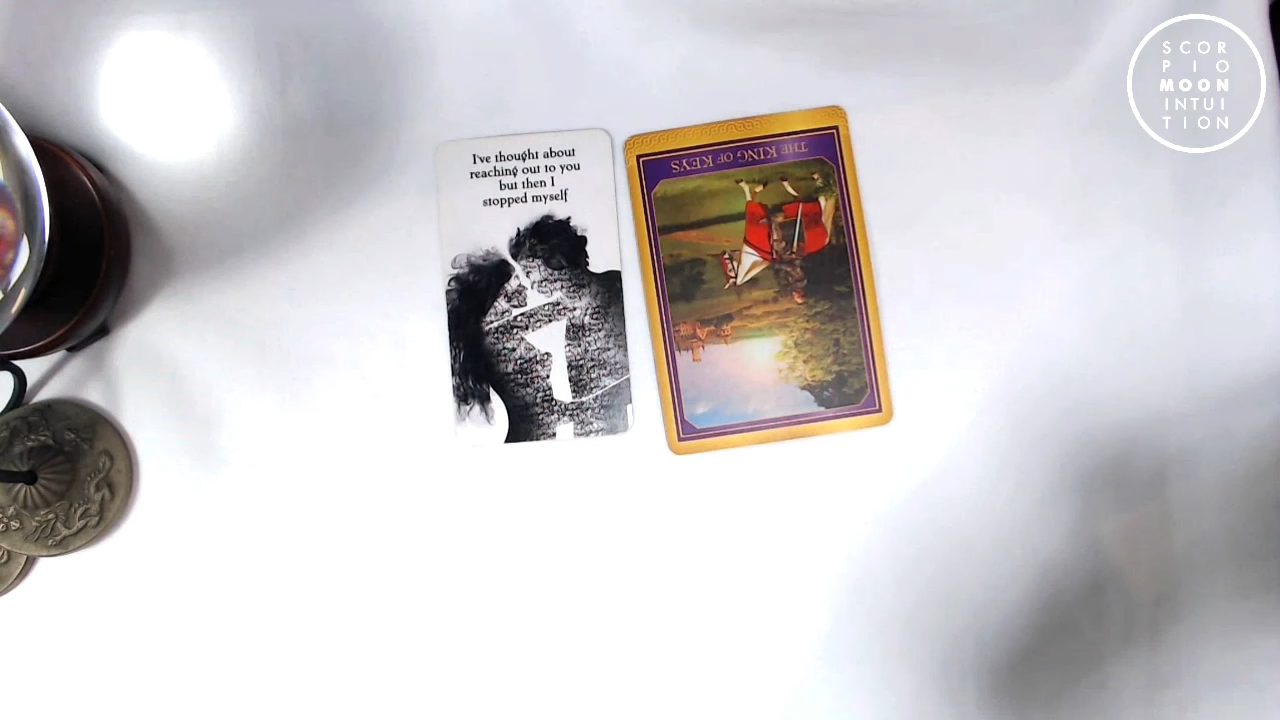 I've thought about
reaching out to you
but then I
stopped myself
THE KING OF KEYS
SCOR
PIO
MOON
INTUI
TION